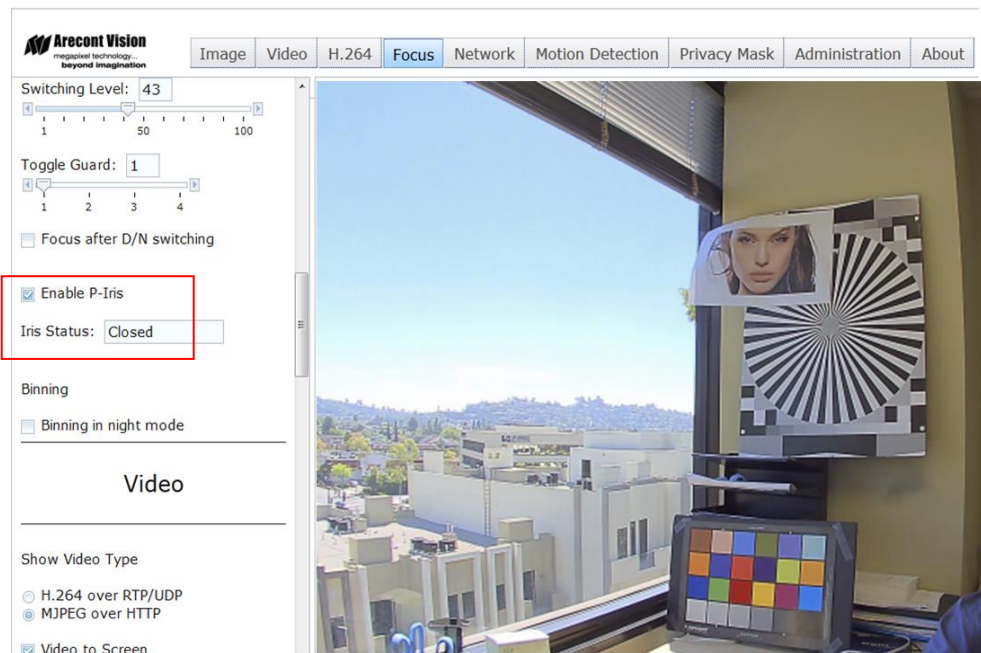 Arecont Vision
megapixel technology...
beyond imagination
Image Video H.264 Focus Network Motion Detection Privacy Mask Administration About
Switching Level: 43
1 50 100
Toggle Guard: 1
1 2 3 4
Focus after D/N switching
Enable P-Iris
Iris Status: Closed
Binning
Binning in night mode
Video
Show Video Type
H.264 over RTP/UDP
MJPEG over HTTP
Video to Screen